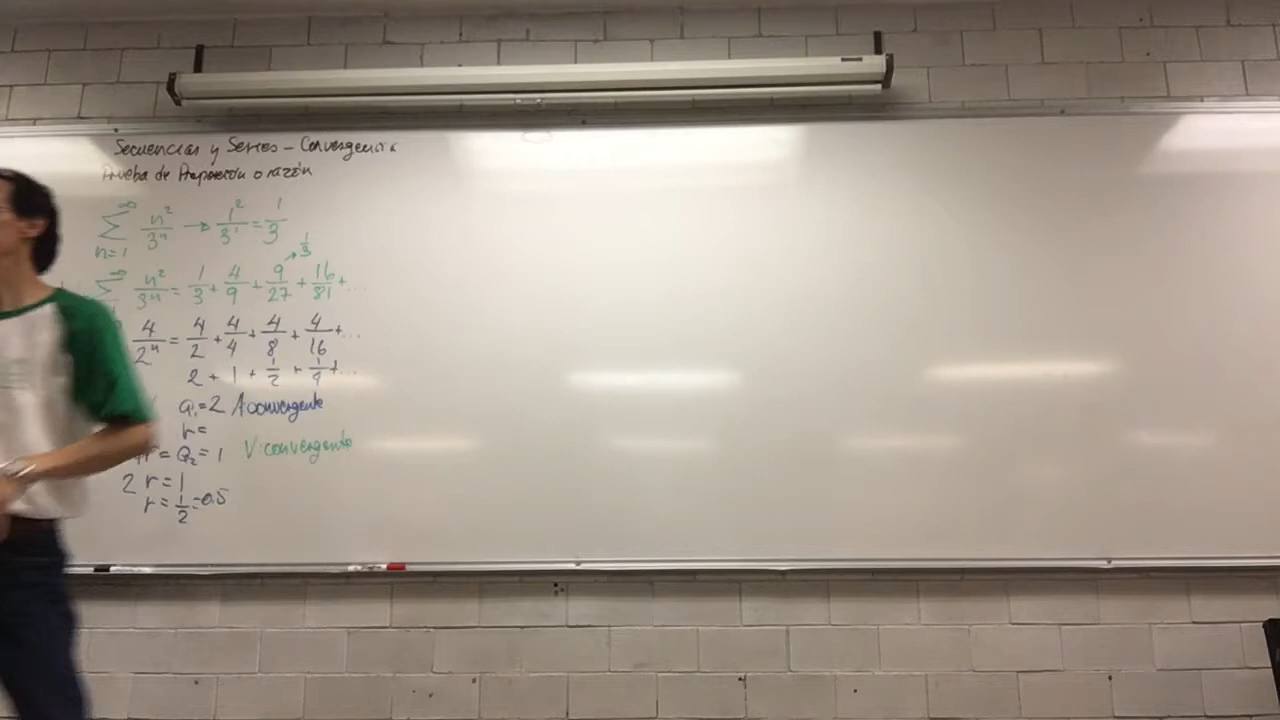 Secuencias y Series - Convergencia
Prueba de Proporción o razón
∞
∑ n²/3ⁿ → 1²/3¹ = 1/3
n=1
→ 1/3
∞
∑ n²/3ⁿ = 1/3 + 4/9 + 9/27 + 16/81 + ...
4/2ⁿ = 4/2 + 4/4 + 4/8 + 4/16 + ...
2 + 1 + 1/2 + 1/4 + ...
a₁ = 2 A: convergente
r =
r = a₂ = 1 V: convergente
2 r = 1
r = 1/2 = 0.5